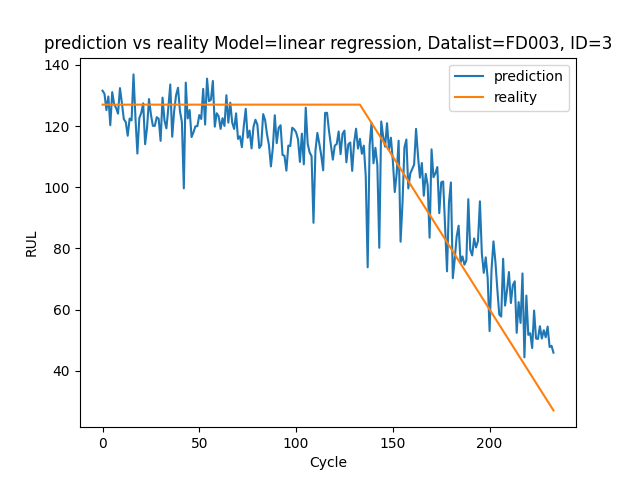 prediction vs reality Model=linear regression, Datalist=FD003, ID=3
prediction
reality
RUL
140
120
100
80
60
40
0 50 100 150 200
Cycle